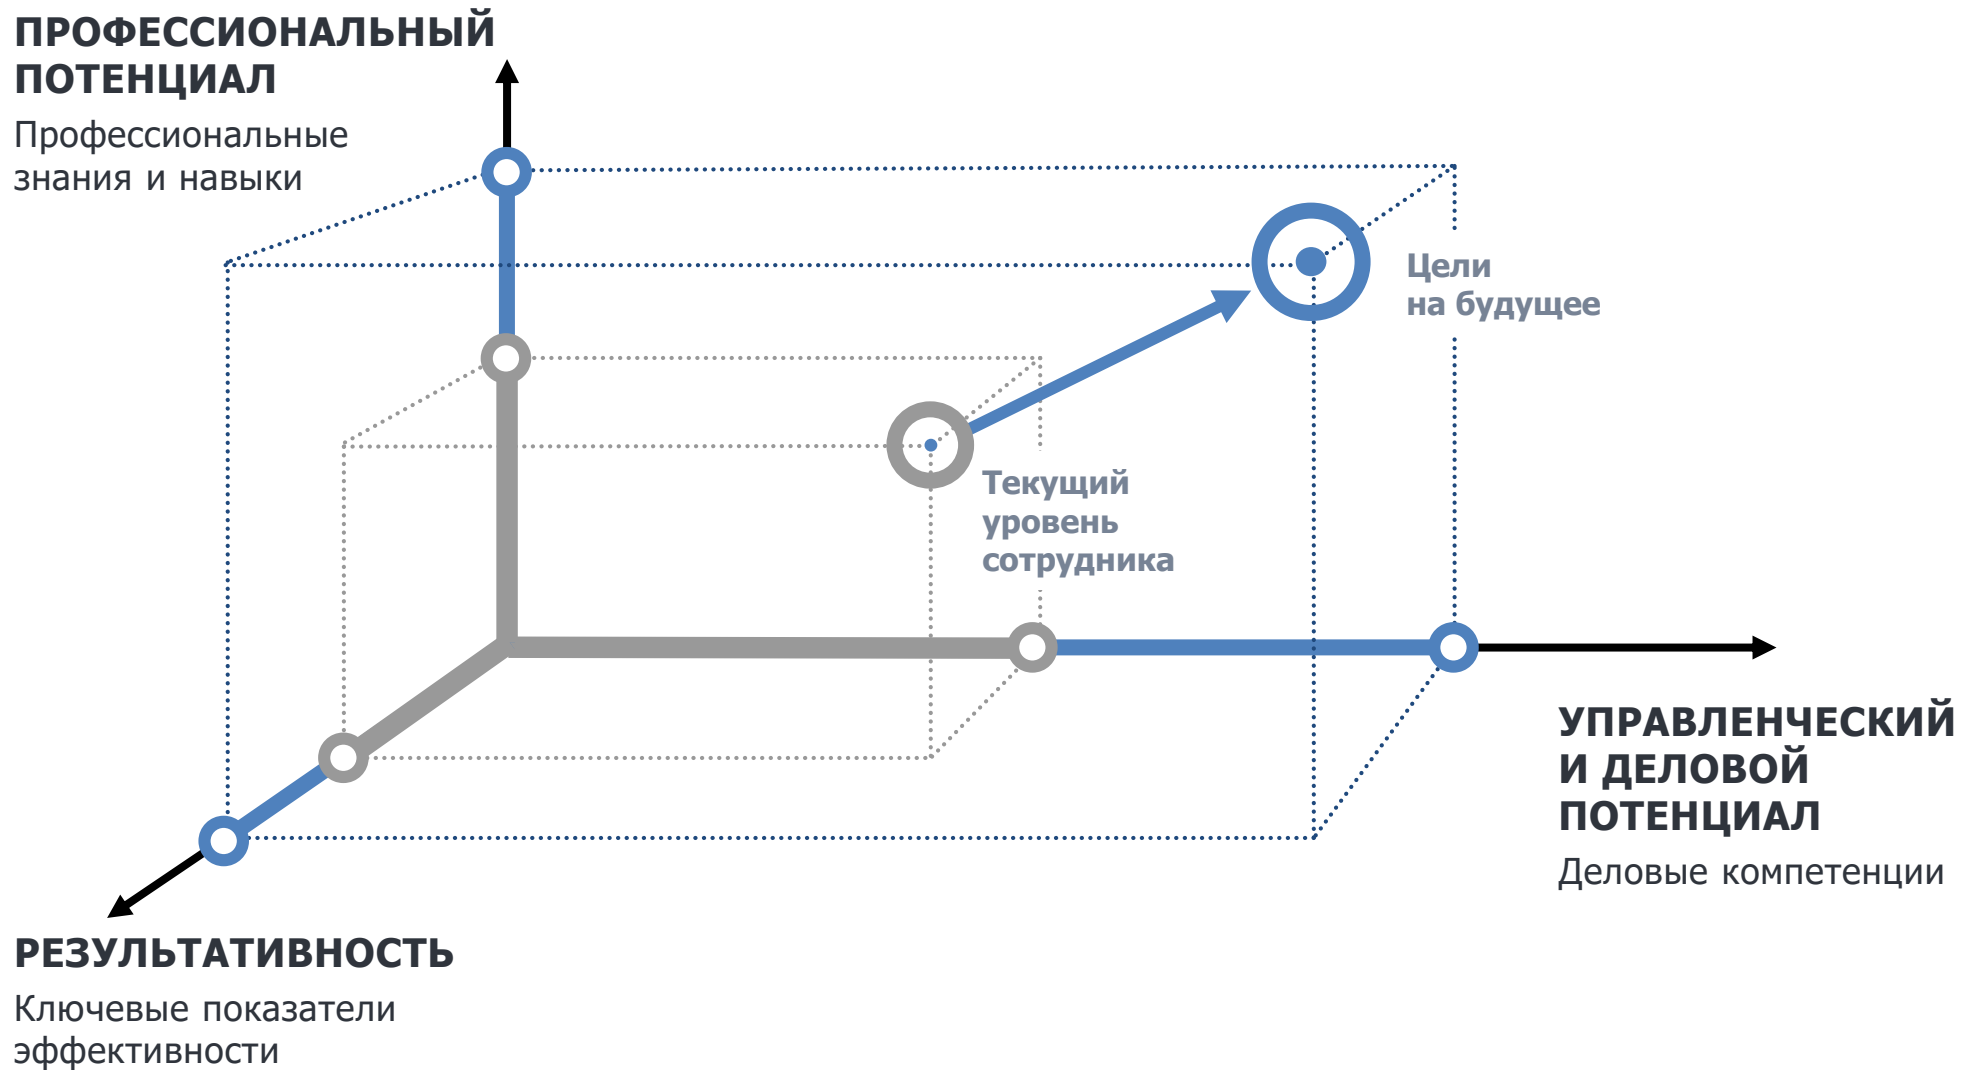 ПРОФЕССИОНАЛЬНЫЙ
ПОТЕНЦИАЛ
Профессиональные
знания и навыки
Цели
на будущее
Текущий
уровень
сотрудника
УПРАВЛЕНЧЕСКИЙ
И ДЕЛОВОЙ
ПОТЕНЦИАЛ
Деловые компетенции
РЕЗУЛЬТАТИВНОСТЬ
Ключевые показатели
эффективности